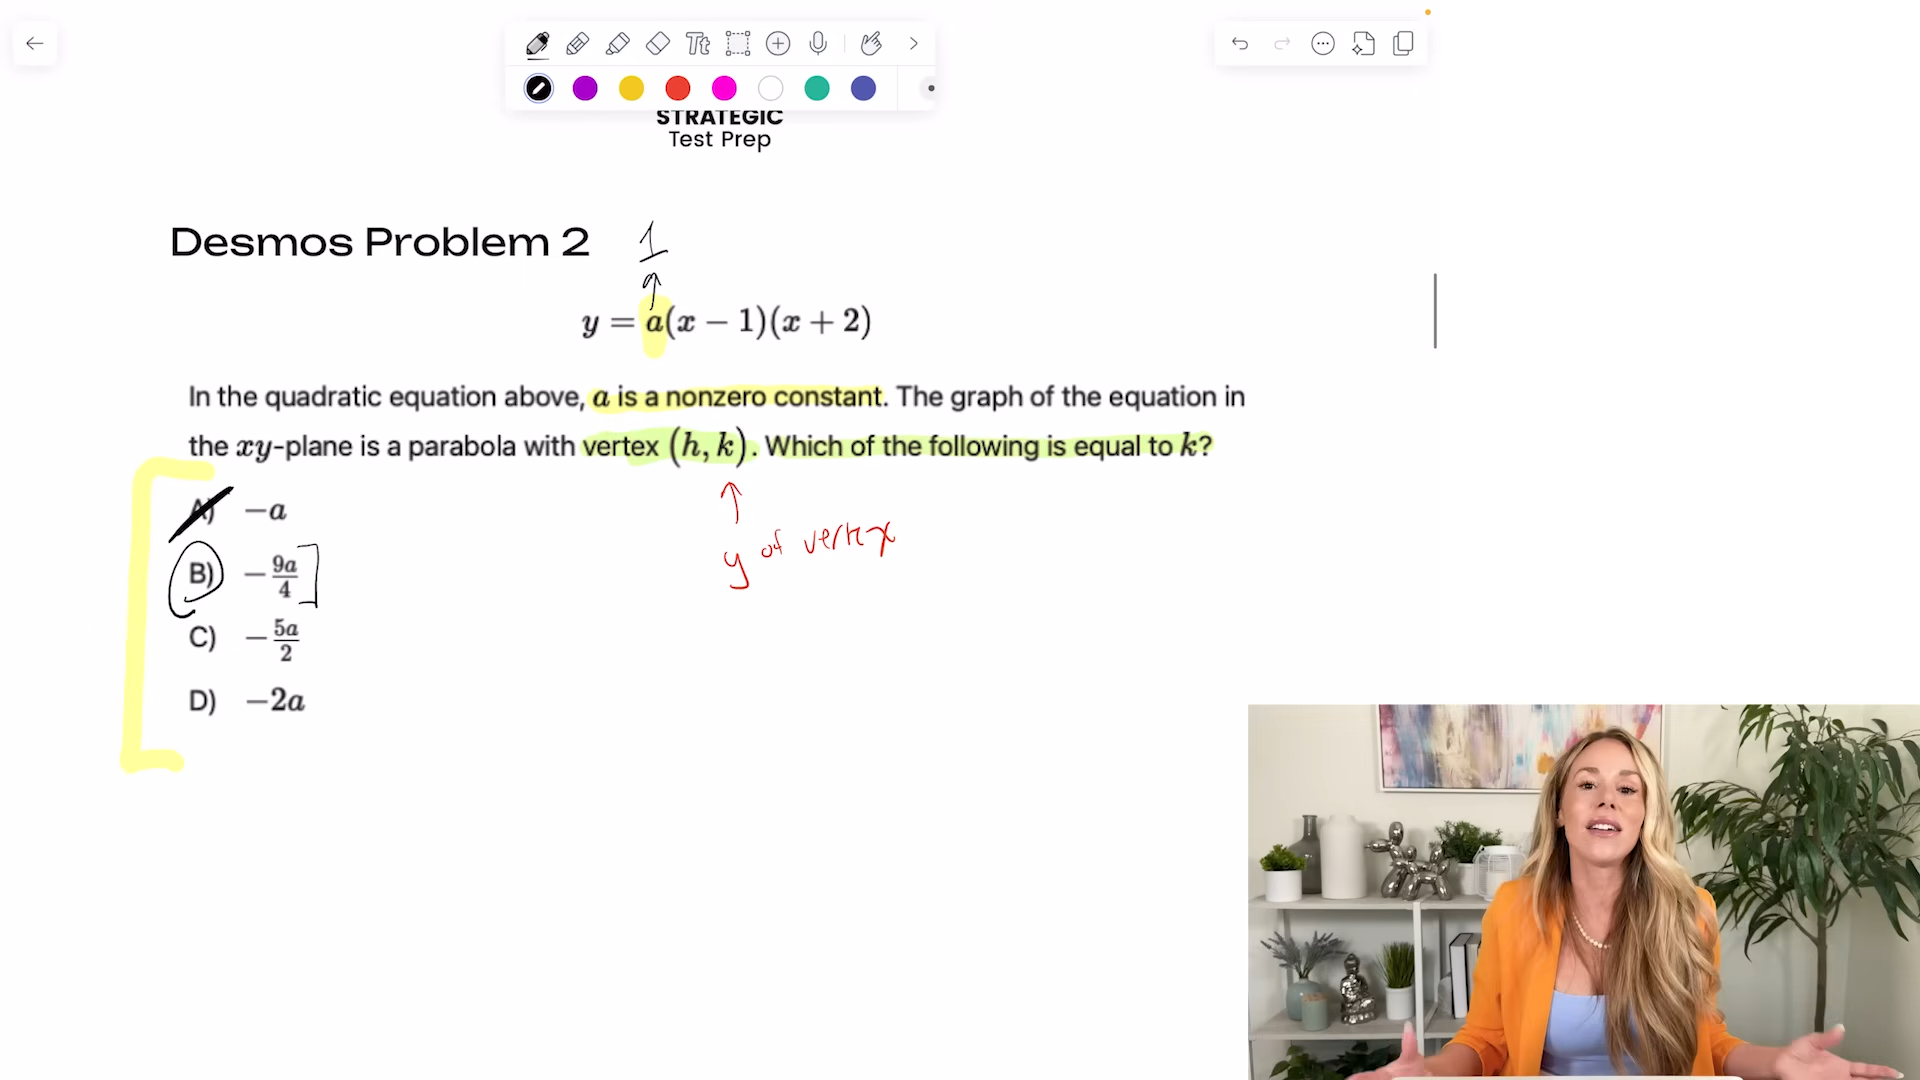 Tt
STRATEGIC
Test Prep
Desmos Problem 2
1
y = a(x − 1)(x + 2)
In the quadratic equation above, a is a nonzero constant. The graph of the equation in
the xy-plane is a parabola with vertex (h, k). Which of the following is equal to k?
A) −a
B) −9a/4
C) −5a/2
D) −2a
y of vertex